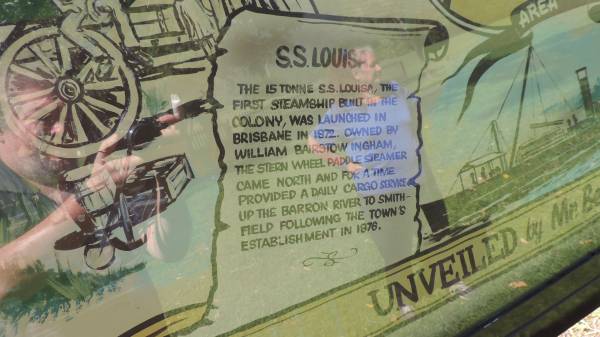 AREA
S.S. LOUISA.
THE 15 TONNE S.S. LOUISA, THE
FIRST STEAMSHIP BUILT IN THE
COLONY, WAS LAUNCHED IN
BRISBANE IN 1872. OWNED BY
WILLIAM BAIRSTOW INGHAM,
THE STERN WHEEL PADDLE STEAMER
CAME NORTH AND FOR A TIME
PROVIDED A DAILY CARGO SERVICE
UP THE BARRON RIVER TO SMITH-
FIELD FOLLOWING THE TOWN'S
ESTABLISHMENT IN 1876.
UNVEILED by Mr.